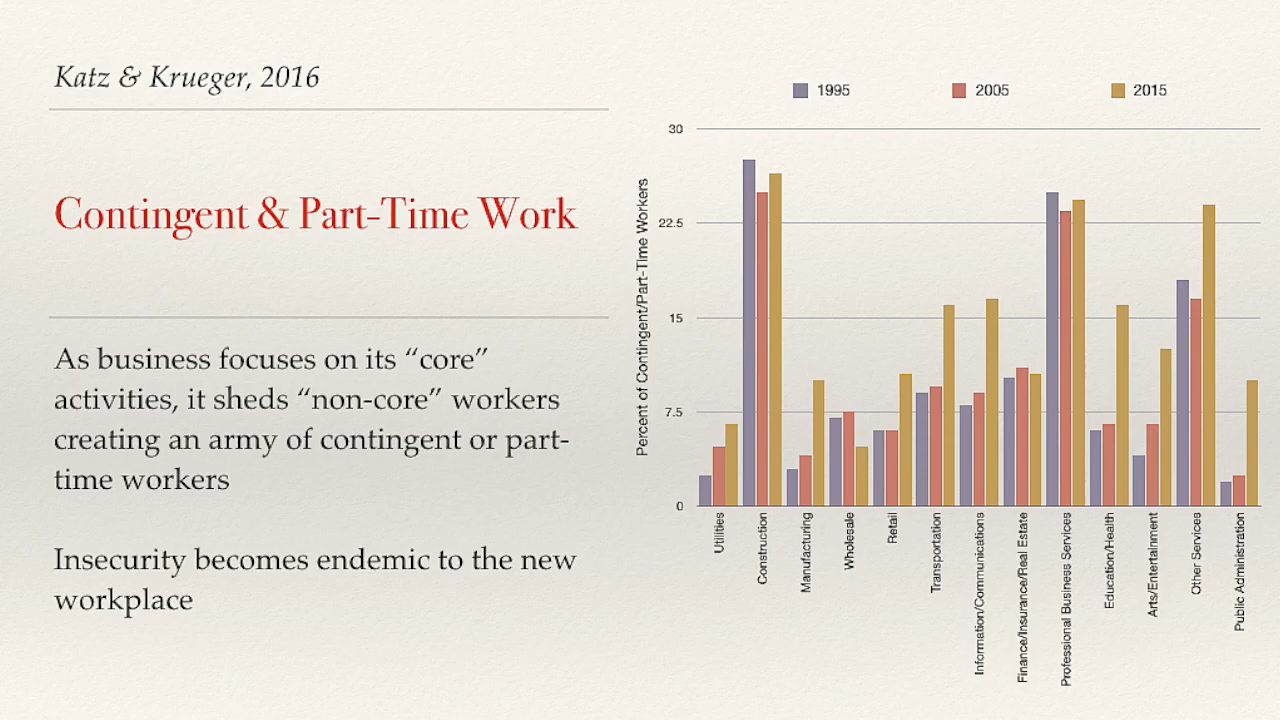 Katz & Krueger, 2016
Contingent & Part-Time Work
As business focuses on its “core”
activities, it sheds “non-core” workers
creating an army of contingent or part-
time workers
Insecurity becomes endemic to the new
workplace
1995
2005
2015
Percent of Contingent/Part-Time Workers
30
22.5
15
7.5
0
Utilities
Construction
Manufacturing
Wholesale
Retail
Transportation
Information/Communications
Finance/Insurance/Real Estate
Professional Business Services
Education/Health
Arts/Entertainment
Other Services
Public Administration